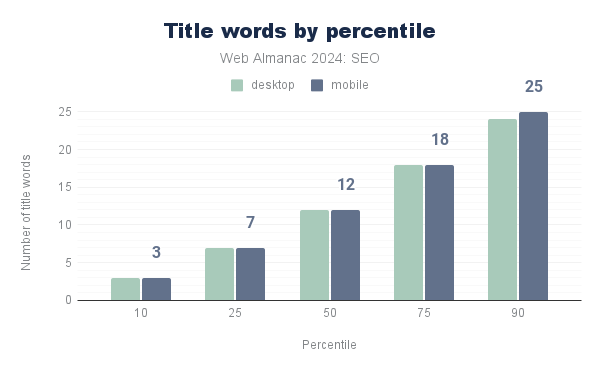 Title words by percentile
Web Almanac 2024: SEO
desktop mobile
Number of title words
25
20
15
10
5
0
3
7
12
18
25
10 25 50 75 90
Percentile